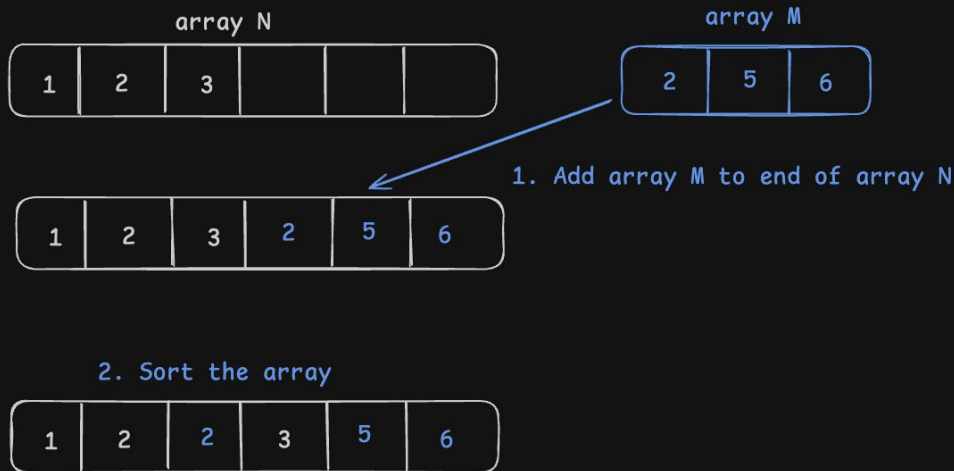 array N
array M
1 2 3
2 5 6
1. Add array M to end of array N
1 2 3 2 5 6
2. Sort the array
1 2 2 3 5 6